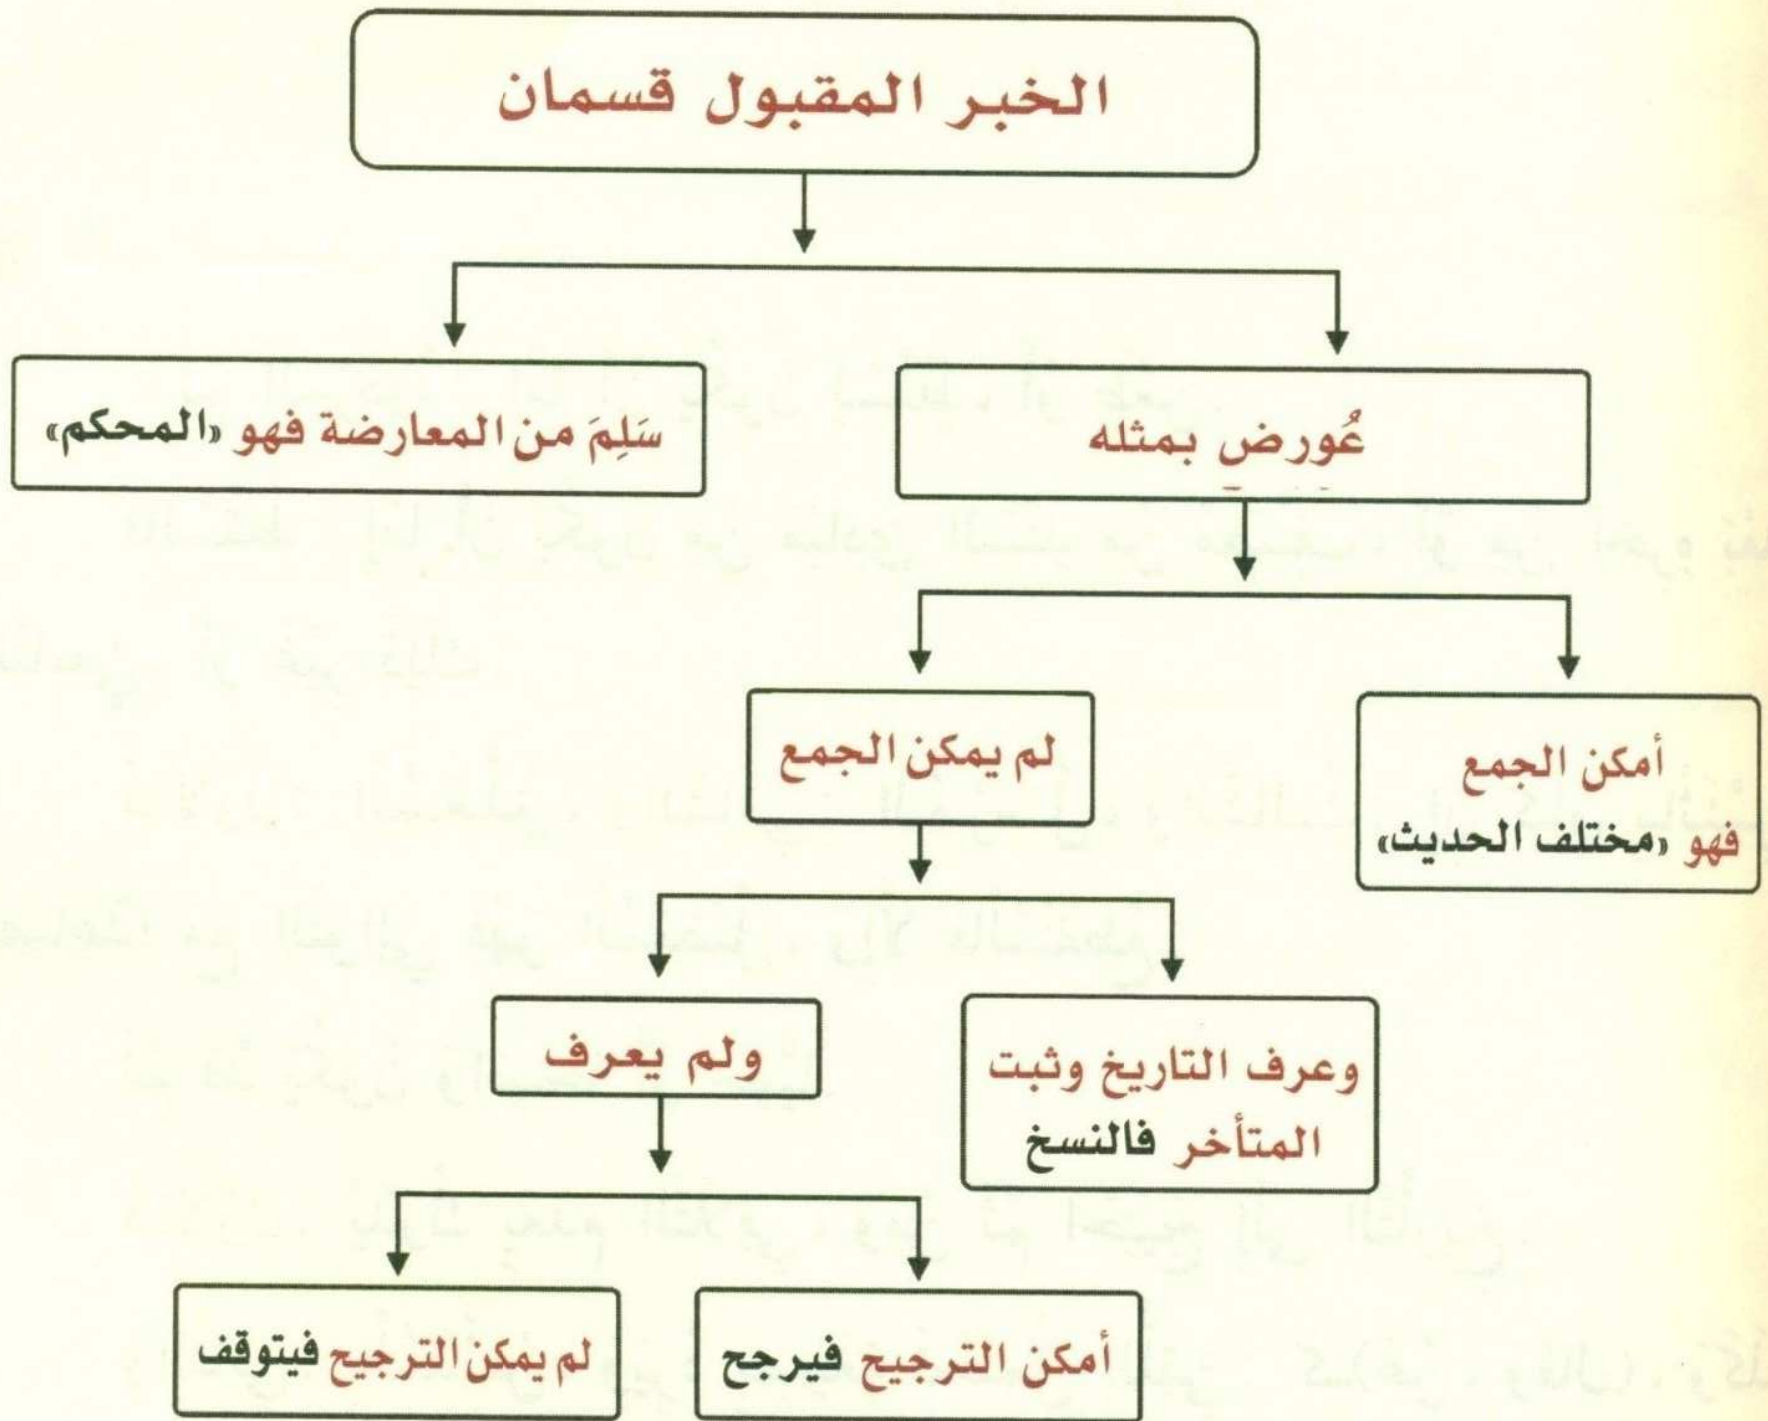 الخبر المقبول قسمان
عُورض بمثله
سَلِمَ من المعارضة فهو «المحكم»
أمكن الجمع
فهو «مختلف الحديث»
لم يمكن الجمع
وعرف التاريخ وثبت
المتأخر فالنسخ
ولم يعرف
أمكن الترجيح فيرجح
لم يمكن الترجيح فيتوقف